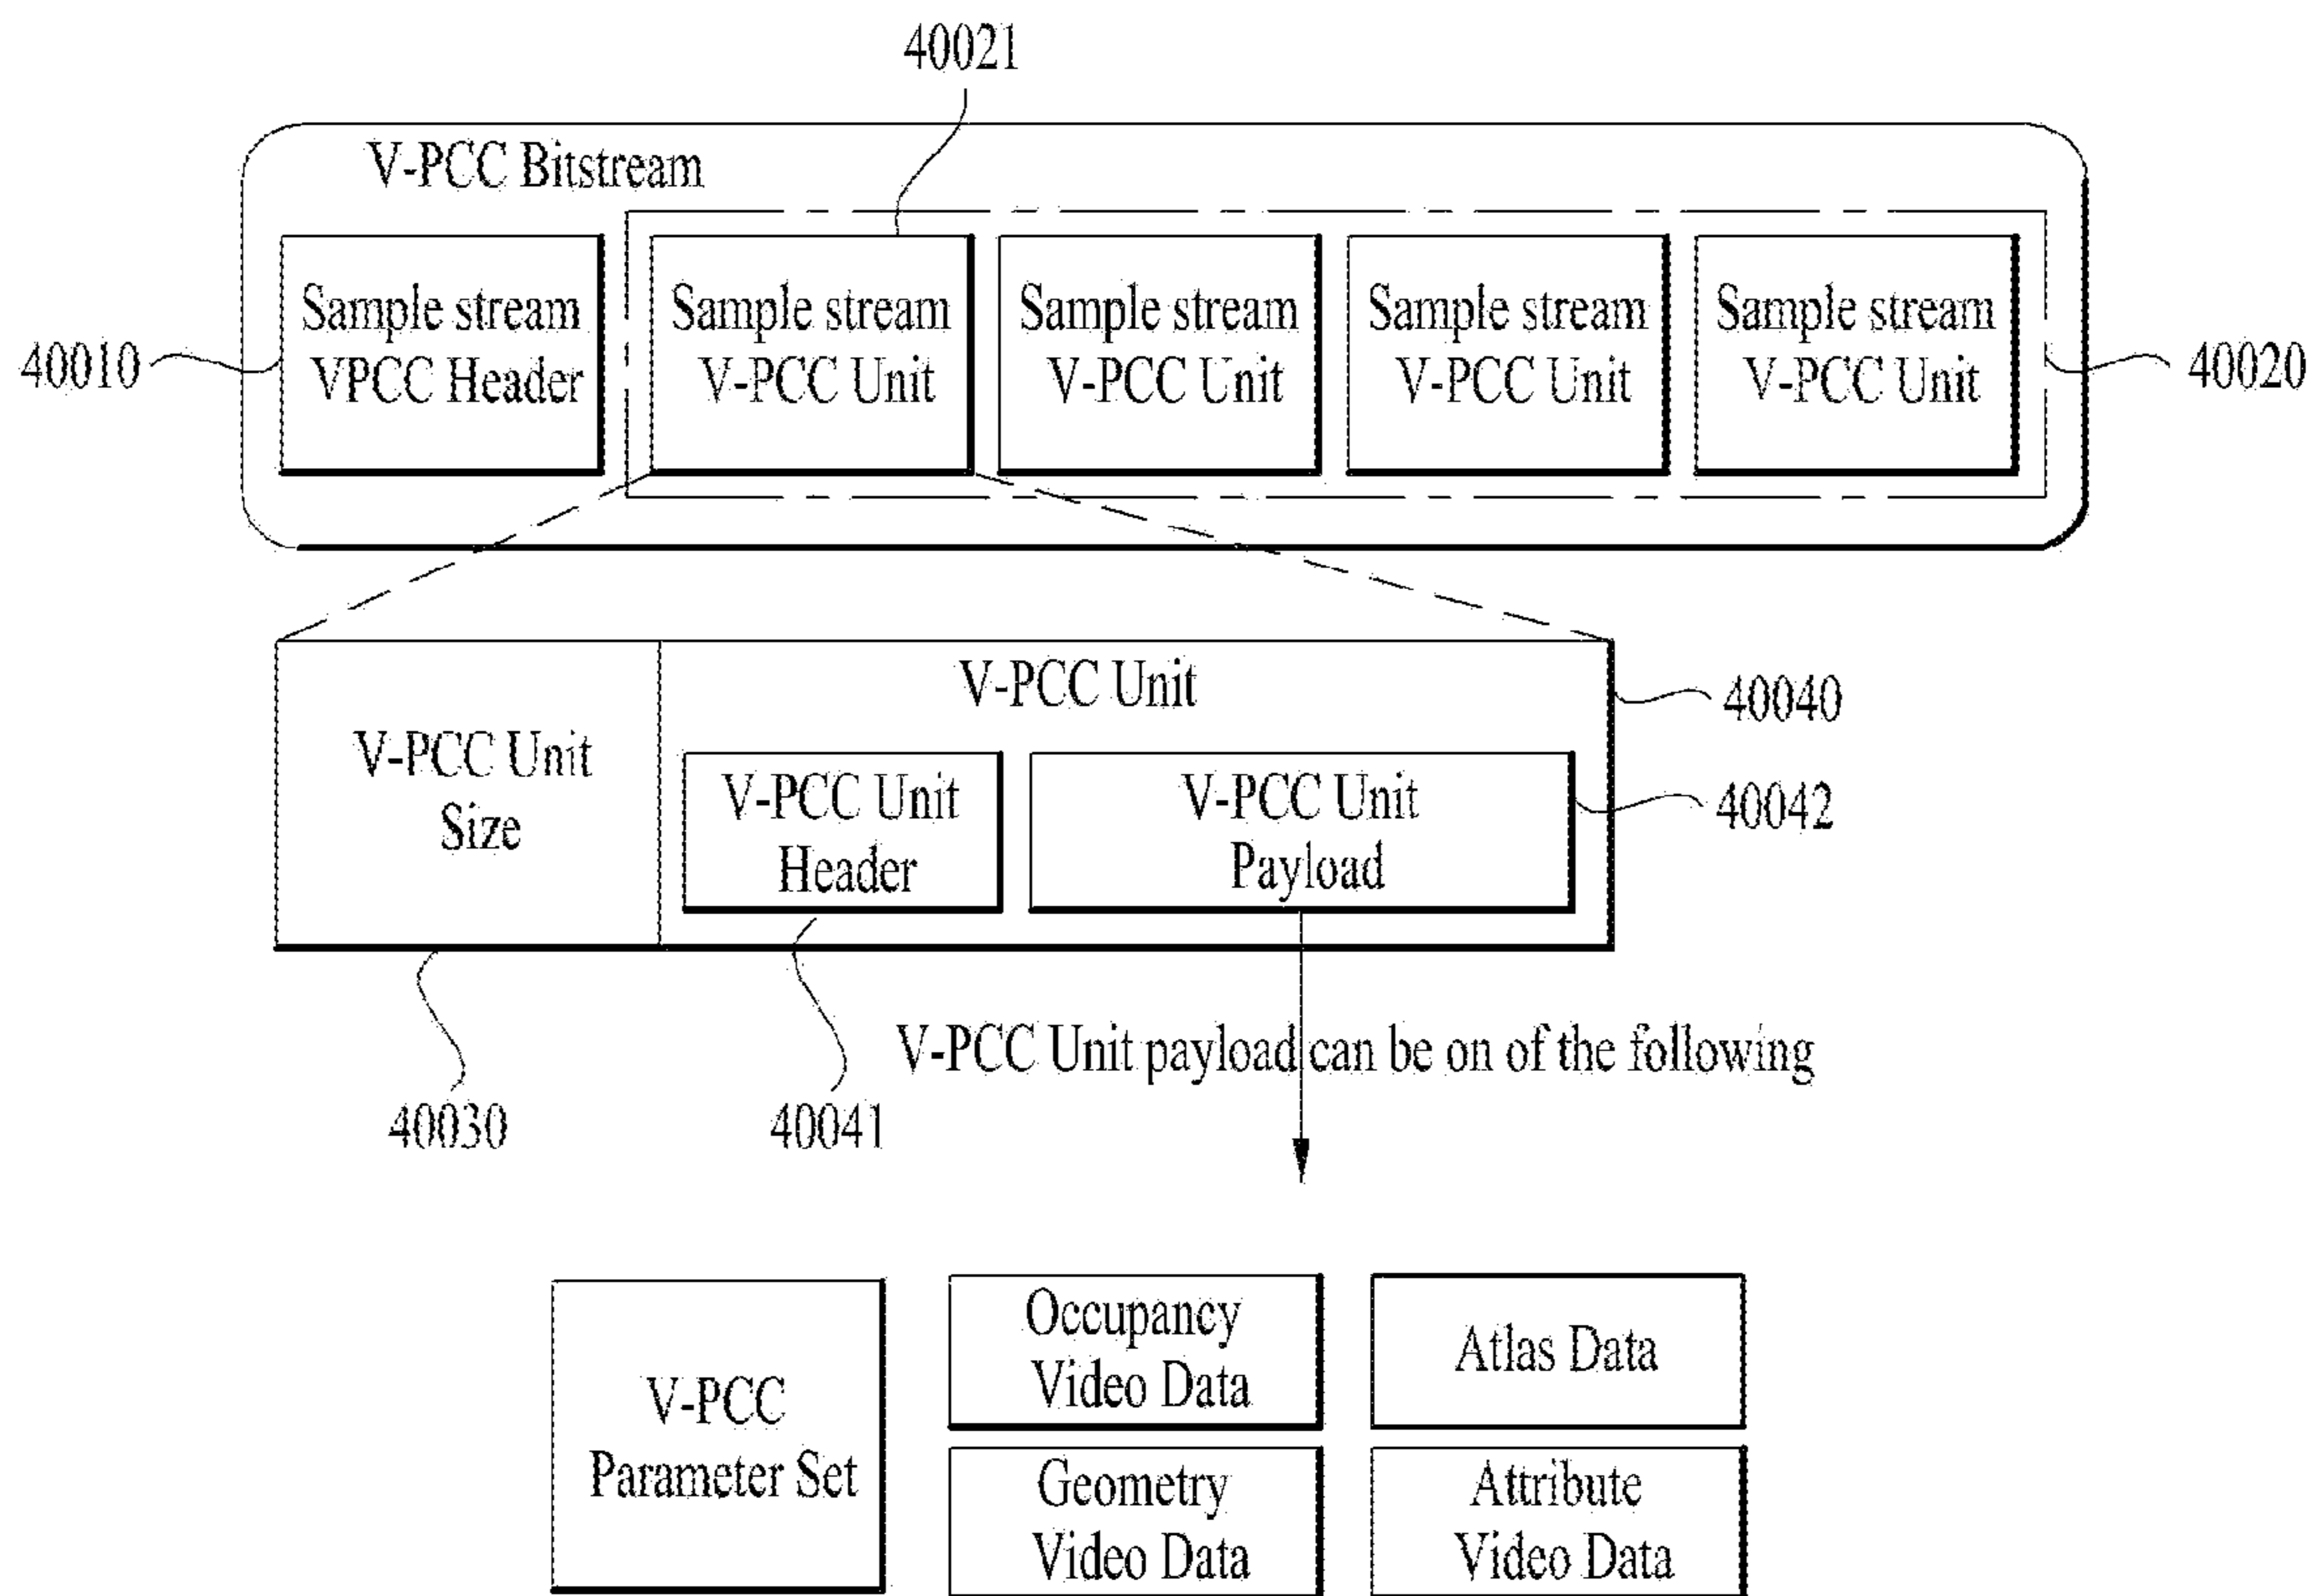 40021
V-PCC Bitstream
Sample stream
VPCC Header
Sample stream
V-PCC Unit
Sample stream
V-PCC Unit
Sample stream
V-PCC Unit
Sample stream
V-PCC Unit
40010
40020
V-PCC Unit
Size
V-PCC Unit
40040
V-PCC Unit
Header
V-PCC Unit
Payload
40042
V-PCC Unit payload can be on of the following
40030
40041
V-PCC
Parameter Set
Occupancy
Video Data
Atlas Data
Geometry
Video Data
Attribute
Video Data